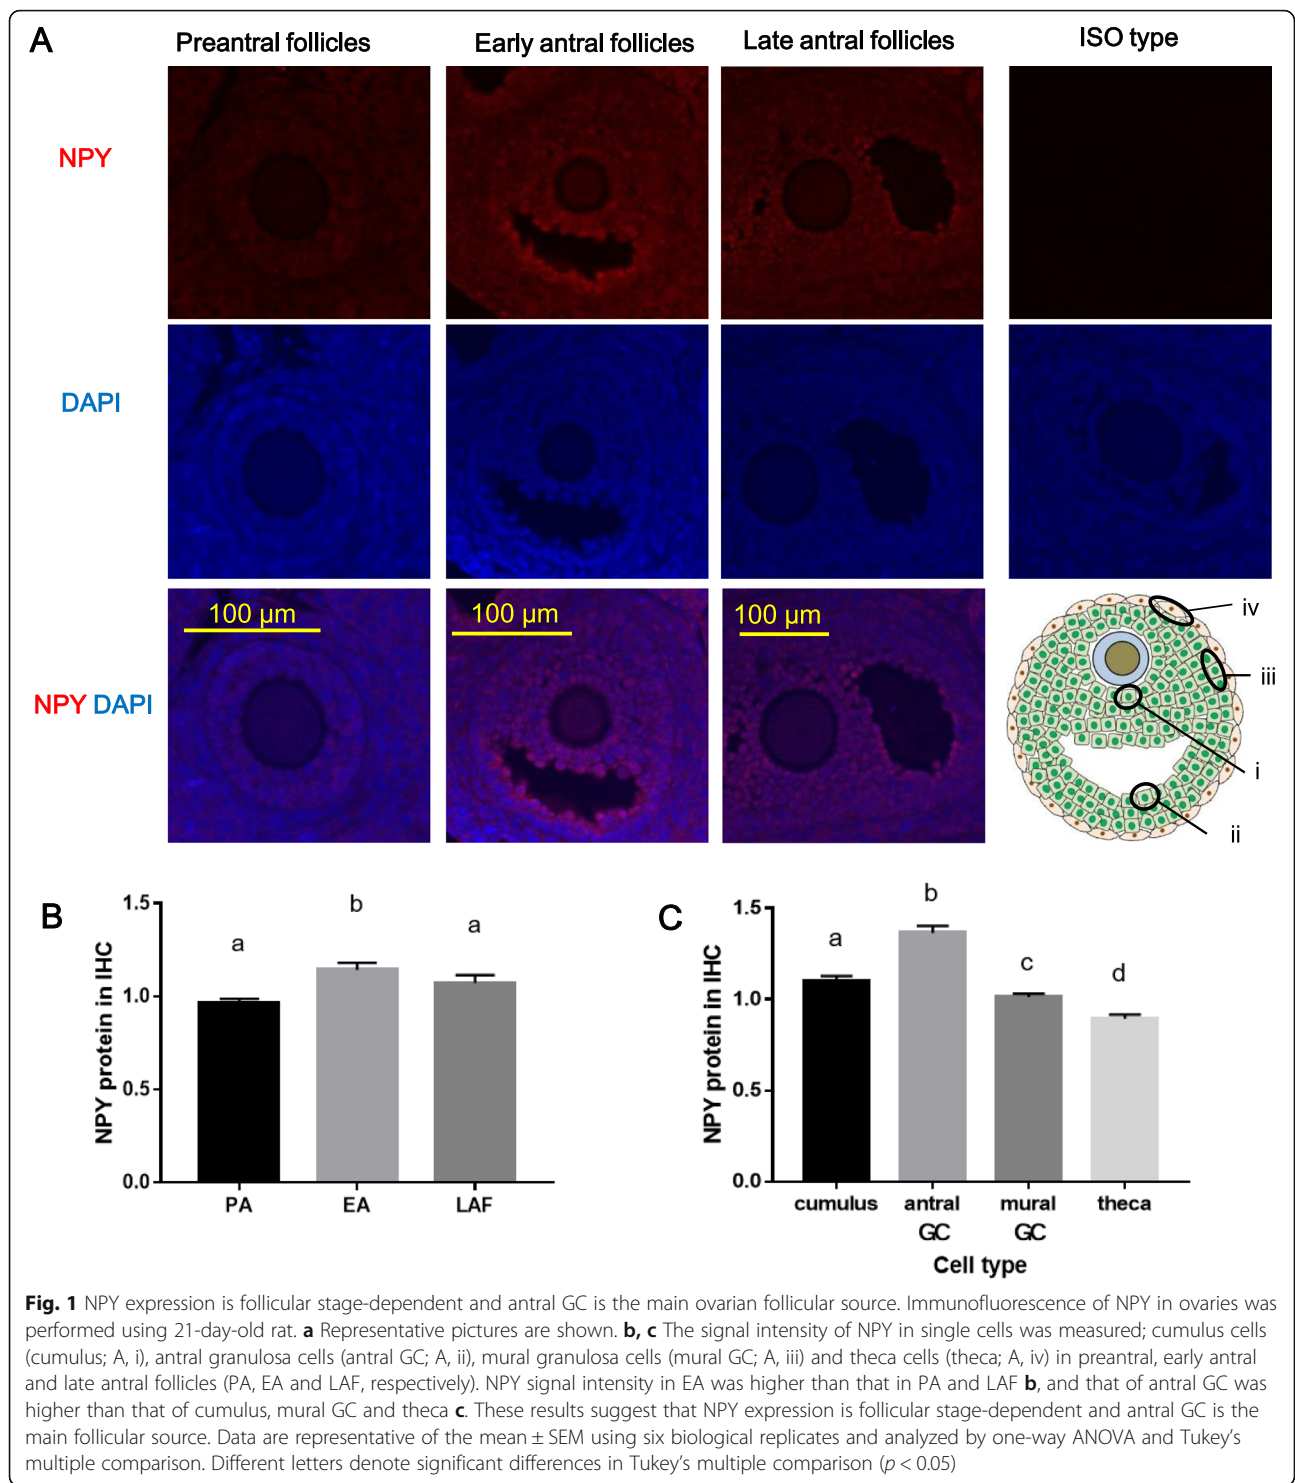 A
Preantral follicles
Early antral follicles
Late antral follicles
ISO type
NPY
DAPI
NPY DAPI
100 µm
100 µm
100 µm
iv
iii
i
ii
B
NPY protein in IHC
1.5
1.0
0.5
0.0
a
b
a
PA
EA
LAF
C
NPY protein in IHC
1.5
1.0
0.5
0.0
a
b
c
d
cumulus
antral
GC
mural
GC
theca
Cell type
Fig. 1 NPY expression is follicular stage-dependent and antral GC is the main ovarian follicular source. Immunofluorescence of NPY in ovaries was
performed using 21-day-old rat. a Representative pictures are shown. b, c The signal intensity of NPY in single cells was measured; cumulus cells
(cumulus; A, i), antral granulosa cells (antral GC; A, ii), mural granulosa cells (mural GC; A, iii) and theca cells (theca; A, iv) in preantral, early antral
and late antral follicles (PA, EA and LAF, respectively). NPY signal intensity in EA was higher than that in PA and LAF b, and that of antral GC was
higher than that of cumulus, mural GC and theca c. These results suggest that NPY expression is follicular stage-dependent and antral GC is the
main follicular source. Data are representative of the mean ± SEM using six biological replicates and analyzed by one-way ANOVA and Tukey's
multiple comparison. Different letters denote significant differences in Tukey's multiple comparison (p < 0.05)